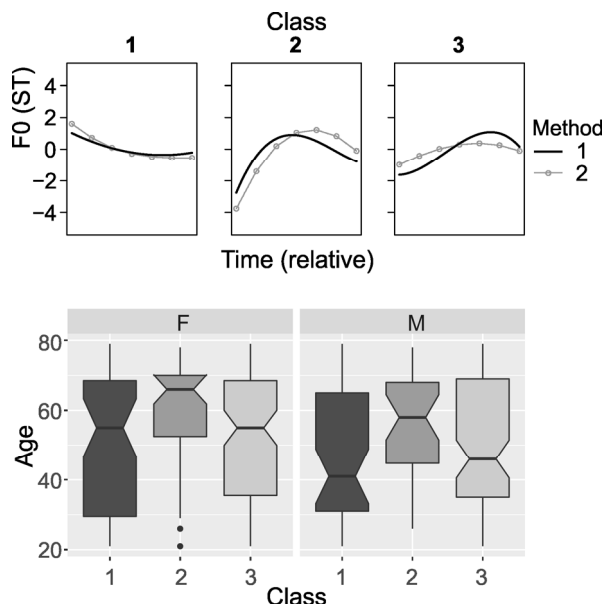 Class
1 2 3
F0 (ST)
4
2
0
−2
−4
Method
1
2
Time (relative)
F M
Age
80
60
40
20
1 2 3 1 2 3
Class